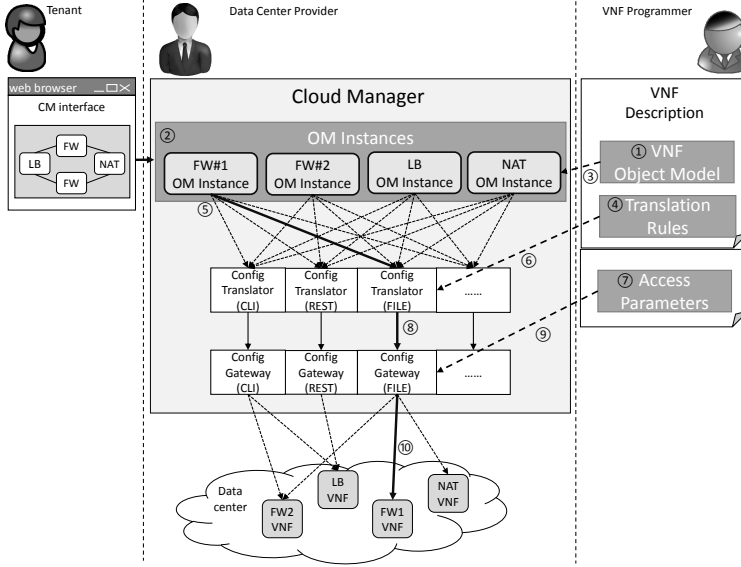 Tenant
Data Center Provider
VNF Programmer
web browser
CM interface
FW
LB
NAT
FW
Cloud Manager
② OM Instances
FW#1
OM Instance
FW#2
OM Instance
LB
OM Instance
NAT
OM Instance
VNF
Description
① VNF
Object Model
③
④ Translation
Rules
⑤
⑥
⑦ Access
Parameters
Config
Translator
(CLI)
Config
Translator
(REST)
Config
Translator
(FILE)
......
⑧
⑨
Config
Gateway
(CLI)
Config
Gateway
(REST)
Config
Gateway
(FILE)
......
⑩
Data
center
LB
VNF
NAT
VNF
FW2
VNF
FW1
VNF